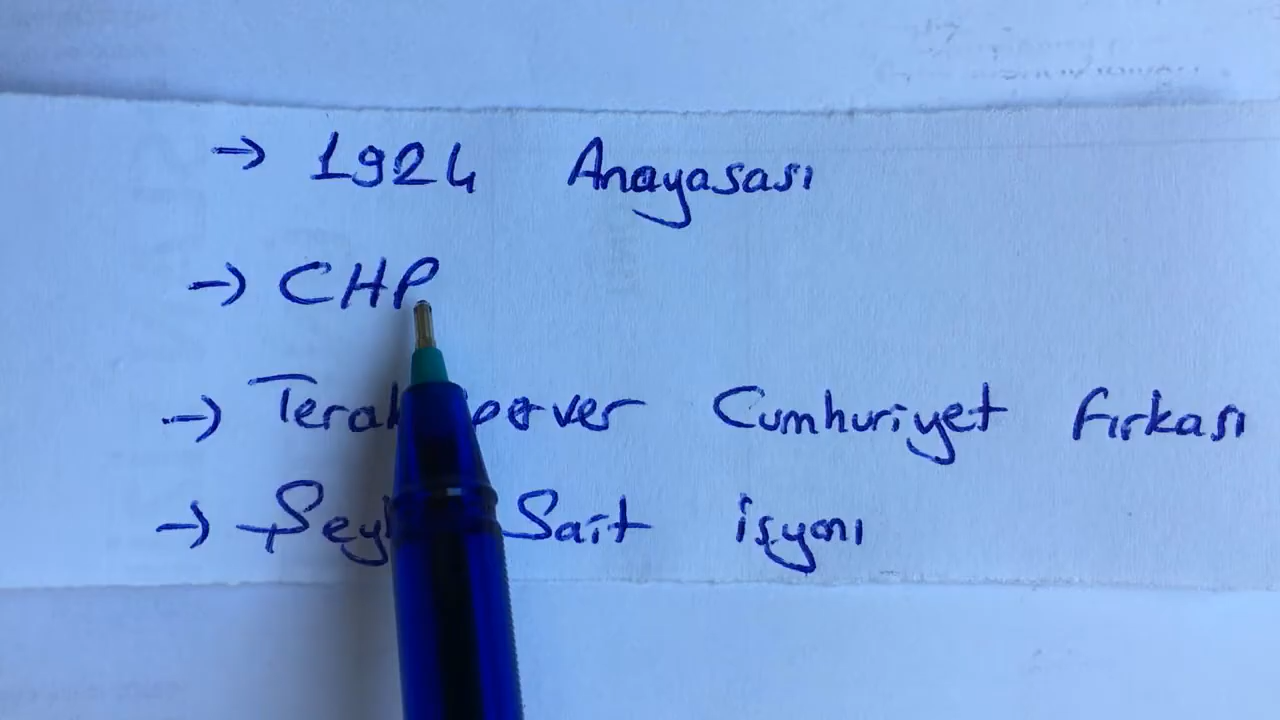 → 1924 Anayasası
→ CHP
→ Cumhuriyet Fırkası
→ Sait isyanı